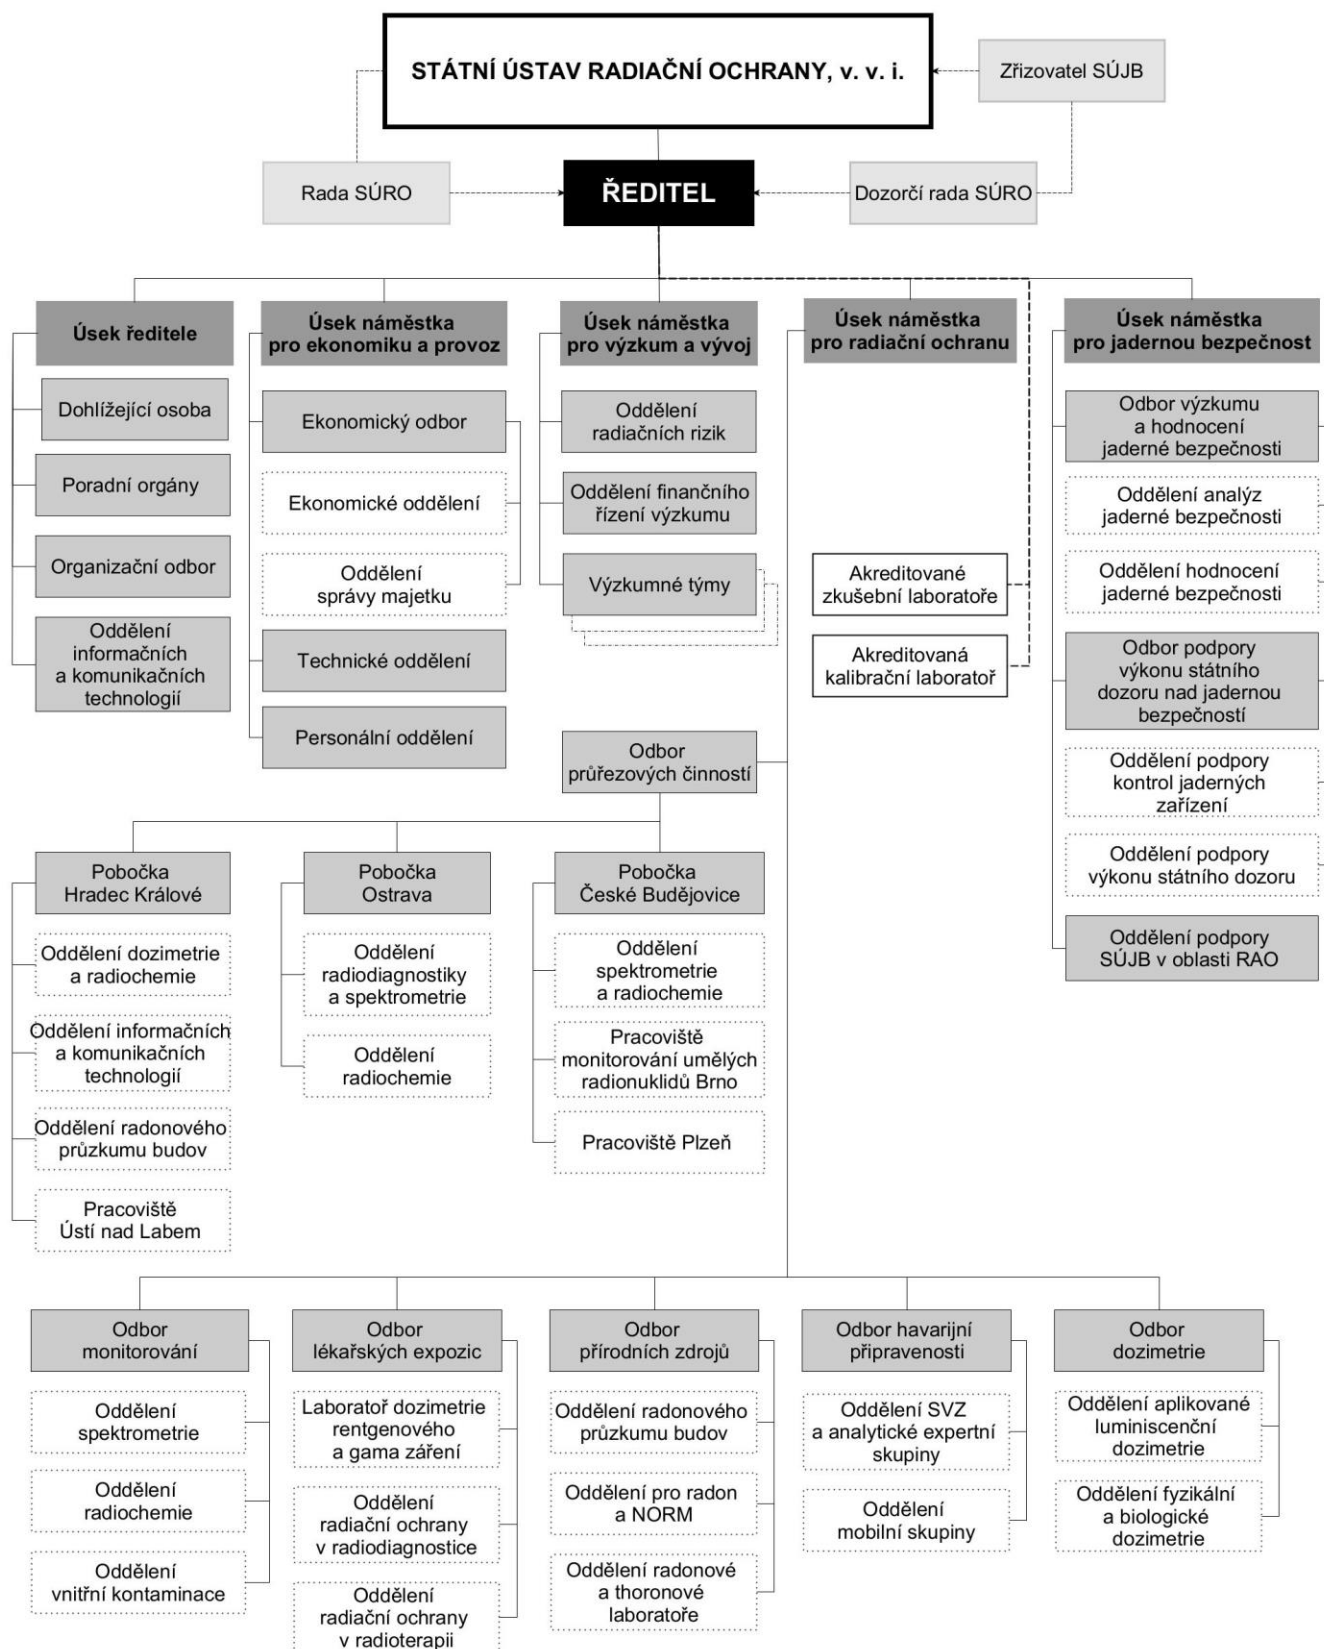 STÁTNÍ ÚSTAV RADIAČNÍ OCHRANY, v. v. i.
Zřizovatel SÚJB
Rada SÚRO
ŘEDITEL
Dozorčí rada SÚRO
Úsek ředitele
Úsek náměstka
pro ekonomiku a provoz
Úsek náměstka
pro výzkum a vývoj
Úsek náměstka
pro radiační ochranu
Úsek náměstka
pro jadernou bezpečnost
Dohlížející osoba
Poradní orgány
Organizační odbor
Oddělení
informačních
a komunikačních
technologií
Ekonomický odbor
Ekonomické oddělení
Oddělení
správy majetku
Technické oddělení
Personální oddělení
Oddělení
radiačních rizik
Oddělení finančního
řízení výzkumu
Výzkumné týmy
Akreditované
zkušební laboratoře
Akreditovaná
kalibrační laboratoř
Odbor výzkumu
a hodnocení
jaderné bezpečnosti
Oddělení analýz
jaderné bezpečnosti
Oddělení hodnocení
jaderné bezpečnosti
Odbor podpory
výkonu státního
dozoru nad jadernou
bezpečností
Oddělení podpory
kontrol jaderných
zařízení
Oddělení podpory
výkonu státního dozoru
Oddělení podpory
SÚJB v oblasti RAO
Odbor
průřezových činností
Pobočka
Hradec Králové
Oddělení dozimetrie
a radiochemie
Oddělení informačních
a komunikačních
technologií
Oddělení radonového
průzkumu budov
Pracoviště
Ústí nad Labem
Pobočka
Ostrava
Oddělení
radiodiagnostiky
a spektrometrie
Oddělení
radiochemie
Pobočka
České Budějovice
Oddělení
spektrometrie
a radiochemie
Pracoviště
monitorování umělých
radionuklidů Brno
Pracoviště Plzeň
Odbor
monitorování
Oddělení
spektrometrie
Oddělení
radiochemie
Oddělení
vnitřní kontaminace
Odbor
lékařských expozic
Laboratoř dozimetrie
rentgenového
a gama záření
Oddělení
radiační ochrany
v radiodiagnostice
Oddělení
radiační ochrany
v radioterapii
Odbor
přírodních zdrojů
Oddělení radonového
průzkumu budov
Oddělení pro radon
a NORM
Oddělení radonové
a thoronové
laboratoře
Odbor havarijní
připravenosti
Oddělení SVZ
a analytické expertní
skupiny
Oddělení
mobilní skupiny
Odbor
dozimetrie
Oddělení aplikované
luminiscenční
dozimetrie
Oddělení fyzikální
a biologické
dozimetrie